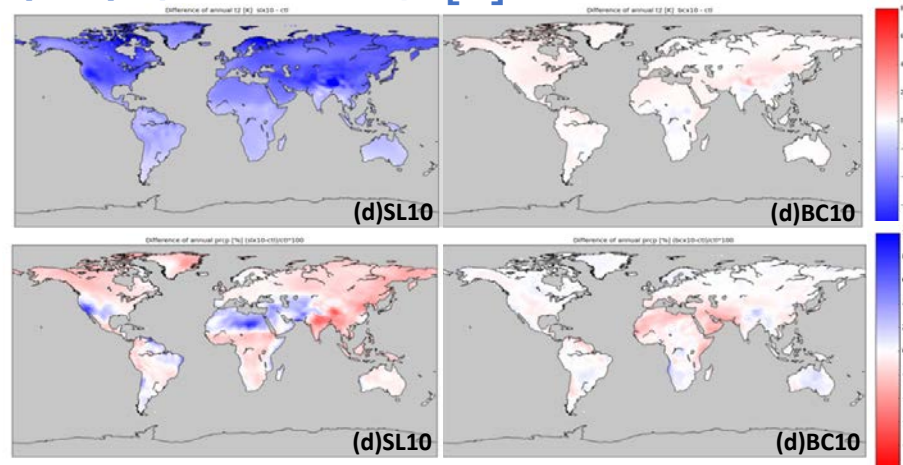 Difference of annual t2 [K] slx10 - ctl
Difference of annual t2 [K] bcx10 - ctl
(d)SL10
(d)BC10
Difference of annual prcp [%] (slx10-ctl)/ctl*100
Difference of annual prcp [%] (bcx10-ctl)/ctl*100
(d)SL10
(d)BC10